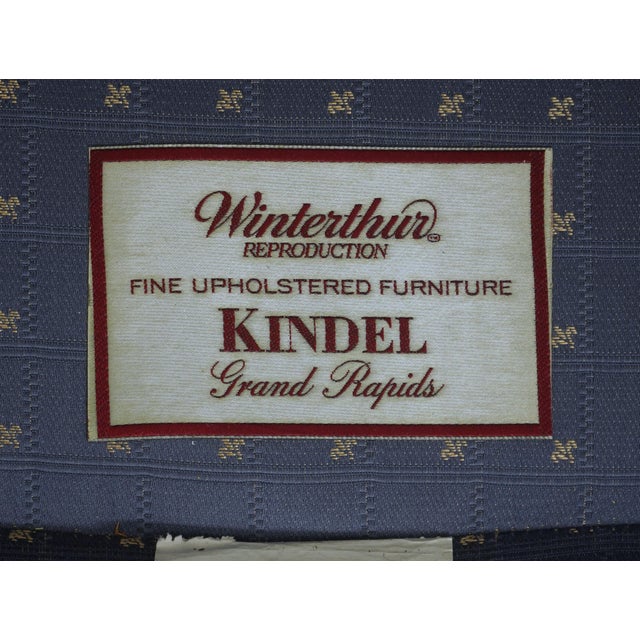 Winterthur
REPRODUCTION
FINE UPHOLSTERED FURNITURE
KINDEL
Grand Rapids